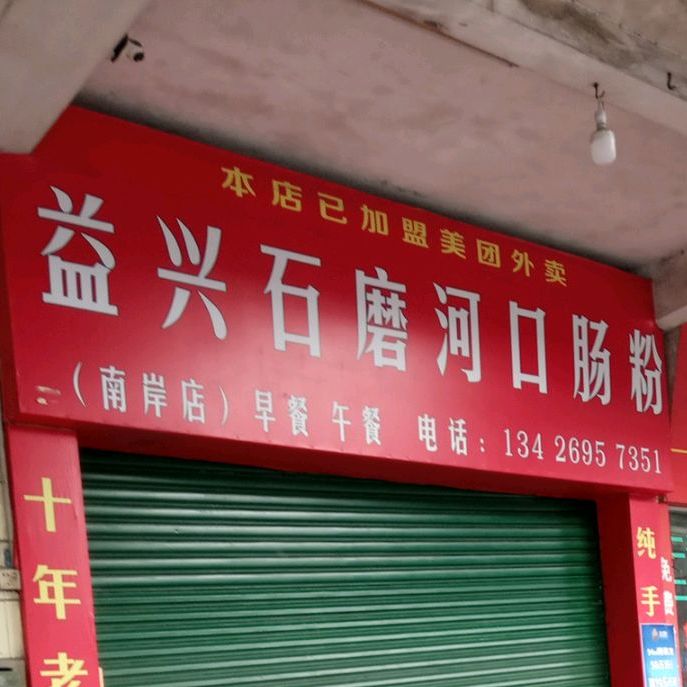 本店已加盟美团外卖
益兴石磨河口肠粉
（南岸店）早餐 午餐 电话：134 2695 7351
十年老
纯手